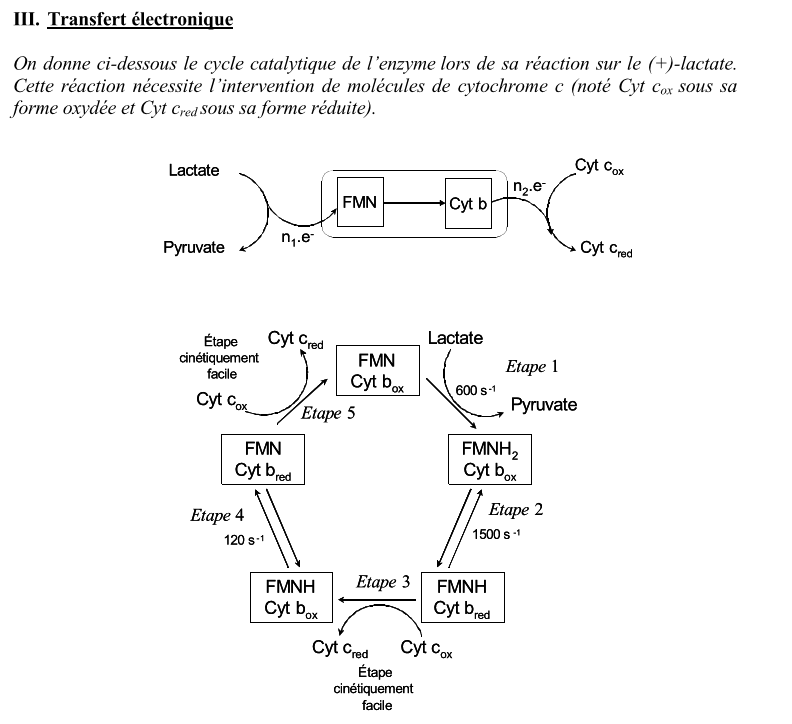 III. Transfert électronique
On donne ci-dessous le cycle catalytique de l'enzyme lors de sa réaction sur le (+)-lactate.
Cette réaction nécessite l'intervention de molécules de cytochrome c (noté Cyt cox sous sa
forme oxydée et Cyt cred sous sa forme réduite).
Lactate
Pyruvate
n1.e-
FMN
Cyt b
n2.e-
Cyt cox
Cyt cred
Étape
cinétiquement
facile
Cyt cox
Cyt cred
Etape 5
FMN
Cyt box
Lactate
600 s-1
Etape 1
Pyruvate
FMN
Cyt bred
FMNH2
Cyt box
Etape 4
120 s-1
Etape 2
1500 s-1
FMNH
Cyt box
Etape 3
FMNH
Cyt bred
Cyt cred
Cyt cox
Étape
cinétiquement
facile